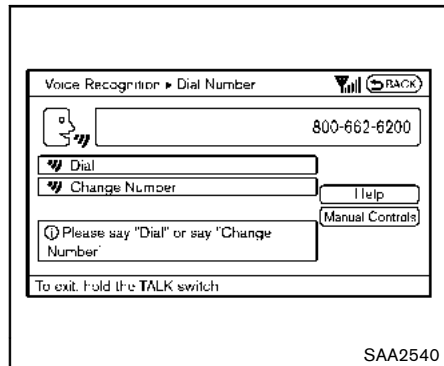 Voice Recognition ▸ Dial Number BACK
800-662-6200
Dial
Change Number
Help
Manual Controls
Please say "Dial" or say "Change
Number"
To exit, hold the TALK switch
SAA2540